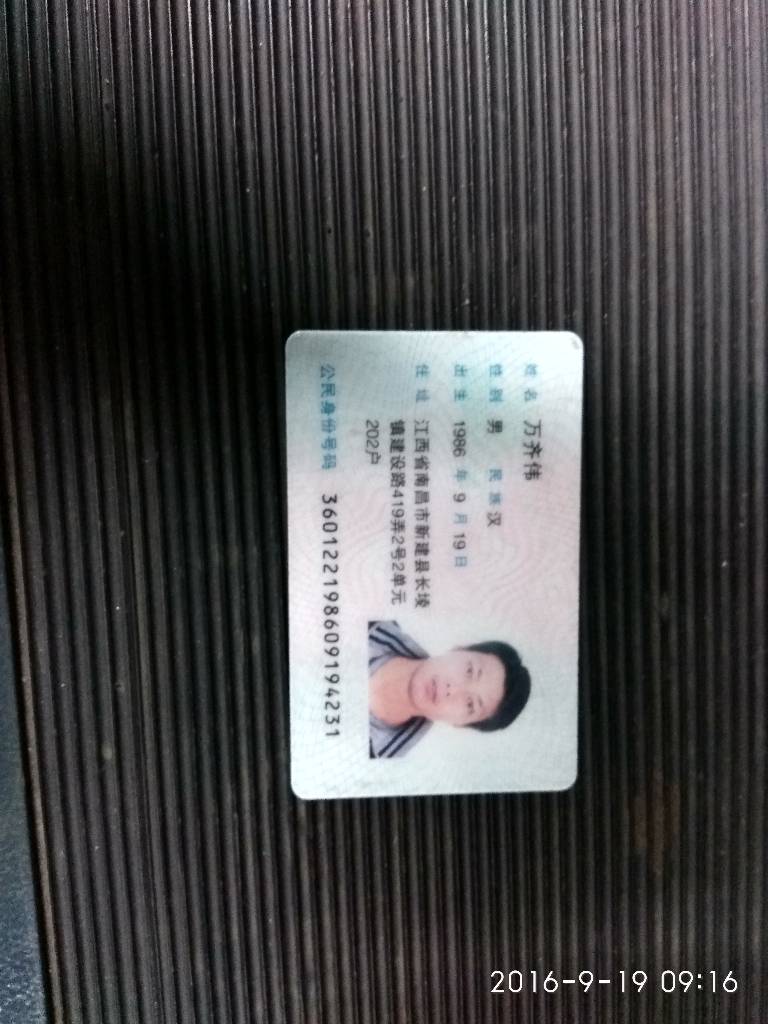 姓名 万齐伟
性别 男 民族 汉
出生 1986 年 9 月 19 日
住址 江西省南昌市新建县长堎
镇建设路419弄2号2单元
202户
公民身份号码 360122198609194231
2016-9-19 09:16